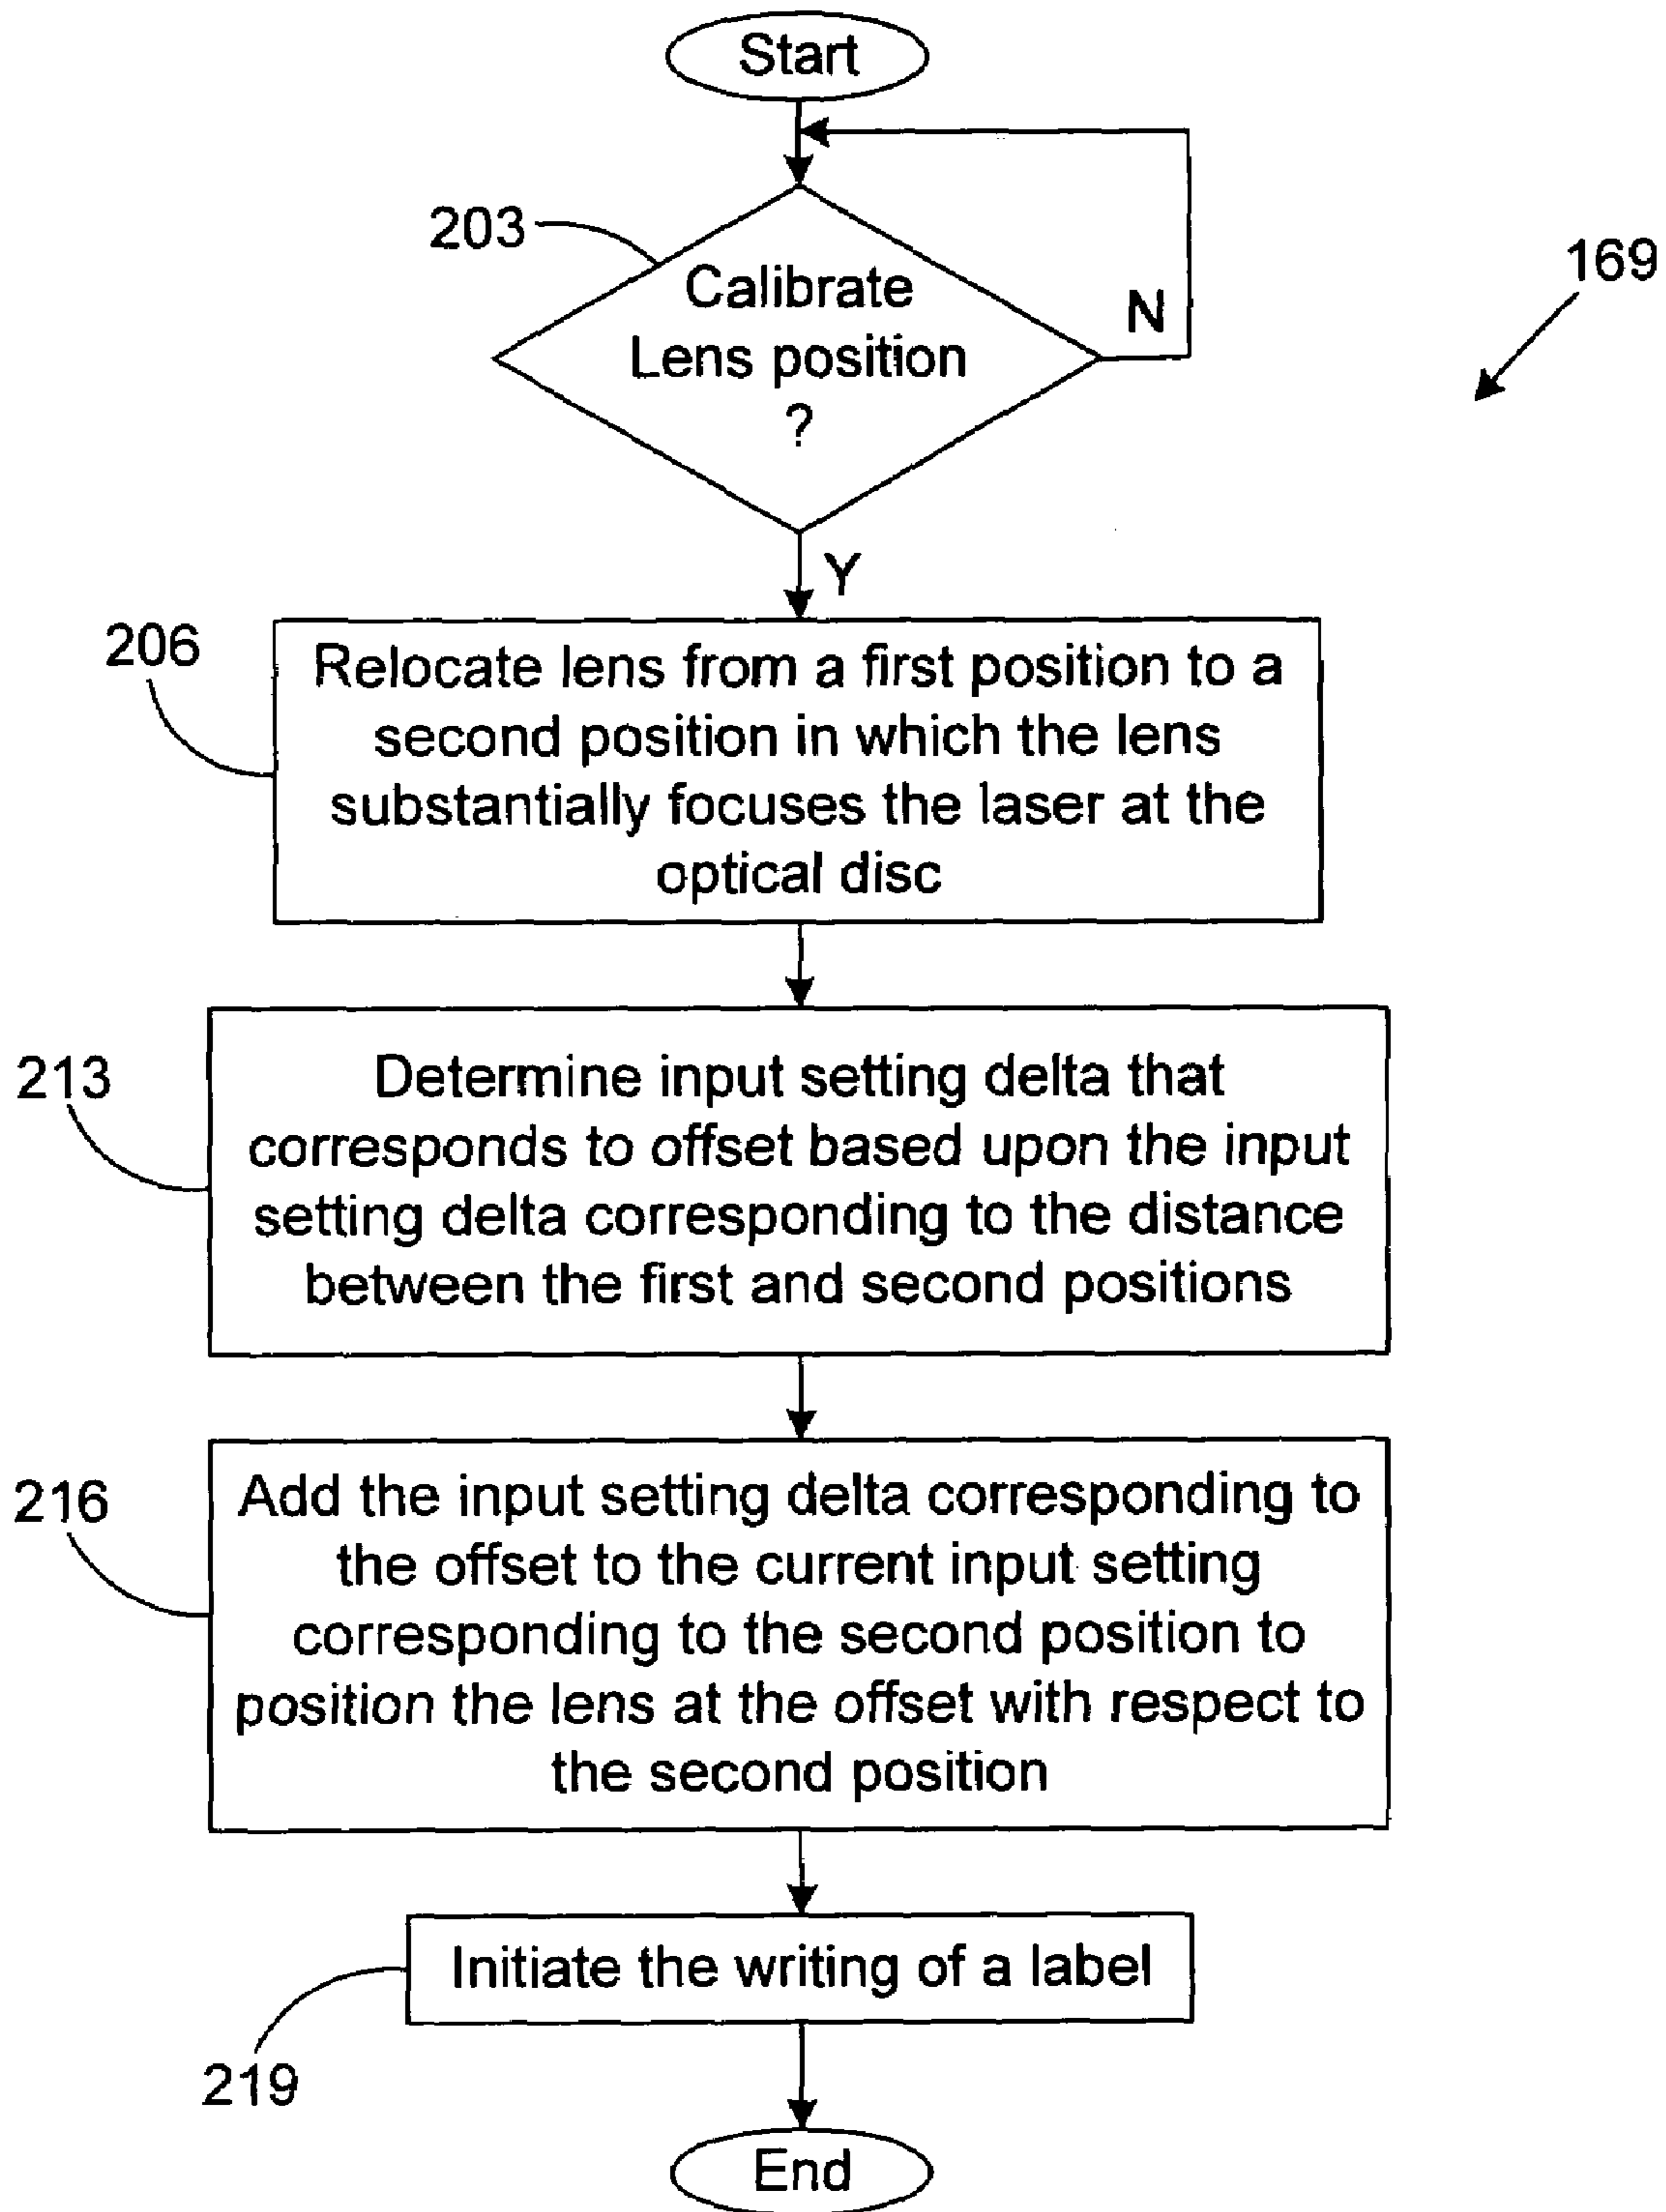 Start
203
Calibrate
Lens position
?
N
169
Y
206
Relocate lens from a first position to a
second position in which the lens
substantially focuses the laser at the
optical disc
213
Determine input setting delta that
corresponds to offset based upon the input
setting delta corresponding to the distance
between the first and second positions
216
Add the input setting delta corresponding to
the offset to the current input setting
corresponding to the second position to
position the lens at the offset with respect to
the second position
Initiate the writing of a label
219
End